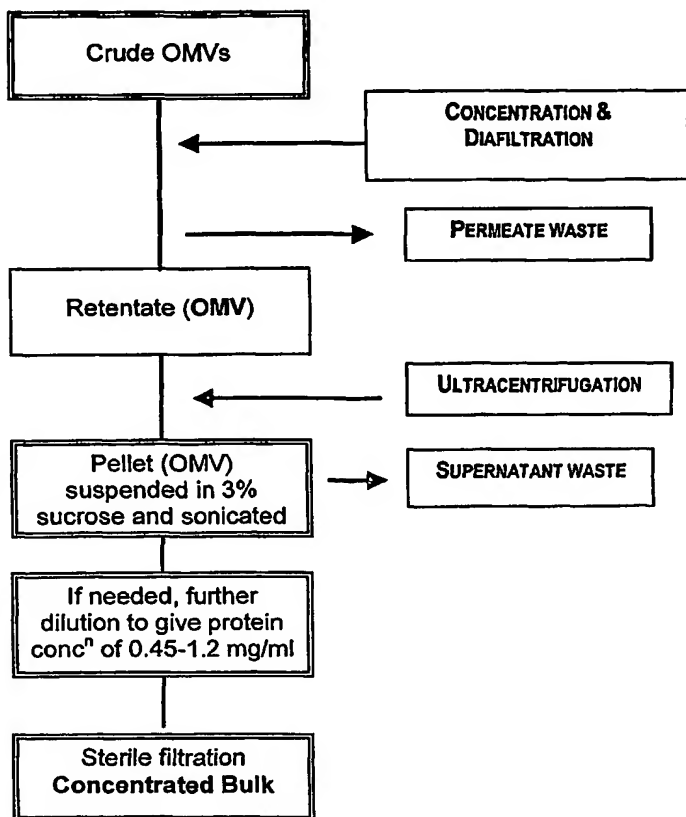 Crude OMVs
CONCENTRATION &
DIAFILTRATION
PERMEATE WASTE
Retentate (OMV)
ULTRACENTRIFUGATION
Pellet (OMV)
suspended in 3%
sucrose and sonicated
SUPERNATANT WASTE
If needed, further
dilution to give protein
concⁿ of 0.45-1.2 mg/ml
Sterile filtration
Concentrated Bulk